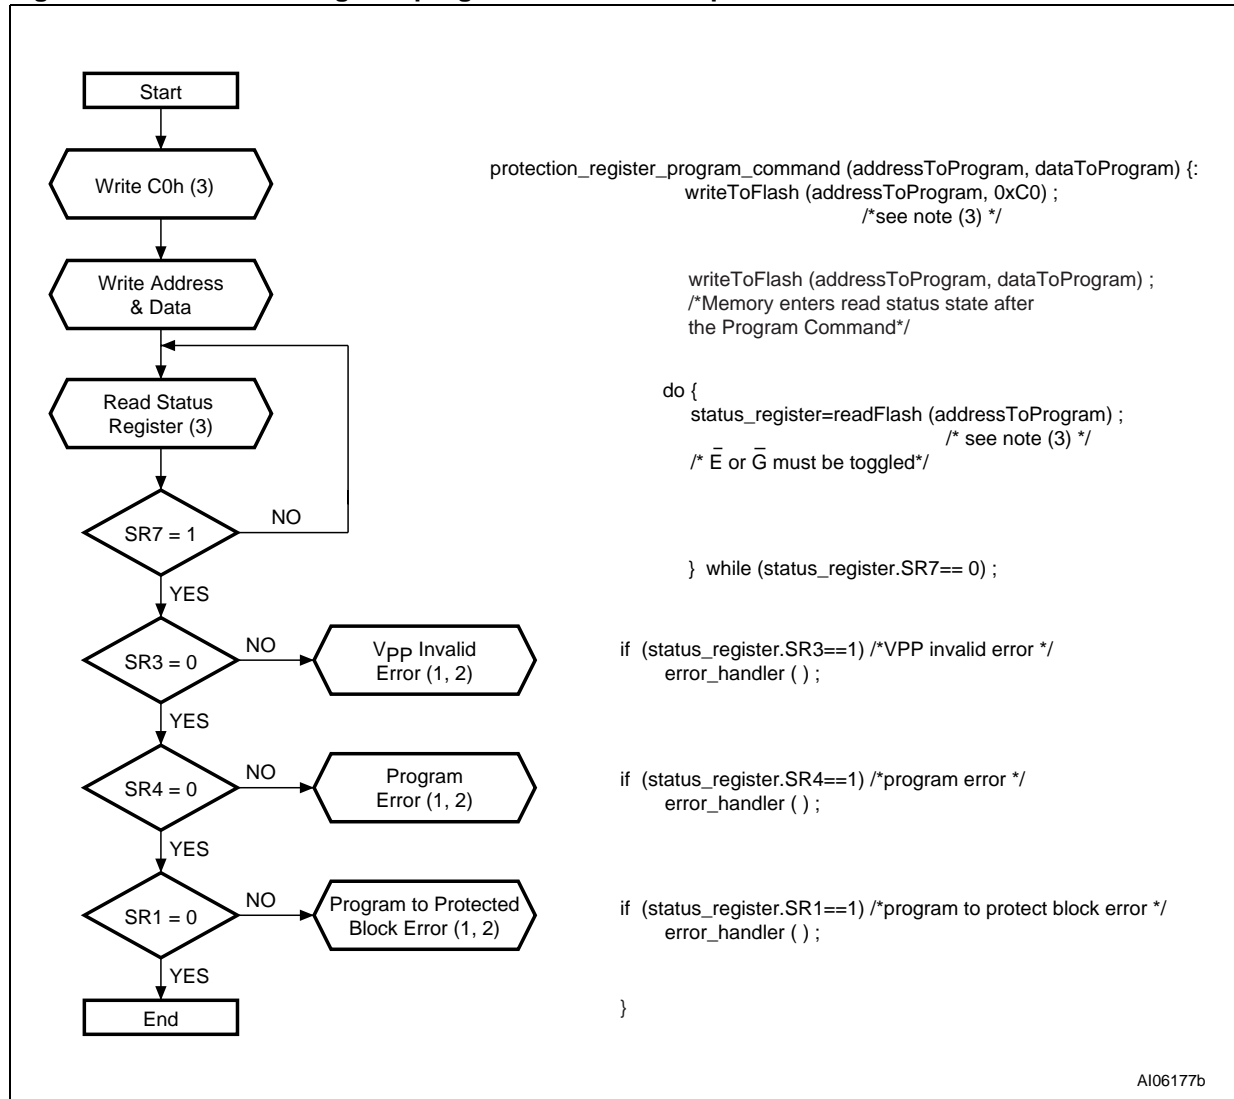 Start
Write C0h (3)
protection_register_program_command (addressToProgram, dataToProgram) {:
writeToFlash (addressToProgram, 0xC0) ;
/*see note (3) */
Write Address
& Data
writeToFlash (addressToProgram, dataToProgram) ;
/*Memory enters read status state after
the Program Command*/
Read Status
Register (3)
do {
status_register=readFlash (addressToProgram) ;
/* see note (3) */
/* E̅ or G̅ must be toggled*/
SR7 = 1
NO
YES
} while (status_register.SR7== 0) ;
SR3 = 0
NO
YES
VPP Invalid
Error (1, 2)
if (status_register.SR3==1) /*VPP invalid error */
error_handler ( ) ;
SR4 = 0
NO
YES
Program
Error (1, 2)
if (status_register.SR4==1) /*program error */
error_handler ( ) ;
SR1 = 0
NO
YES
Program to Protected
Block Error (1, 2)
if (status_register.SR1==1) /*program to protect block error */
error_handler ( ) ;
End
}
AI06177b